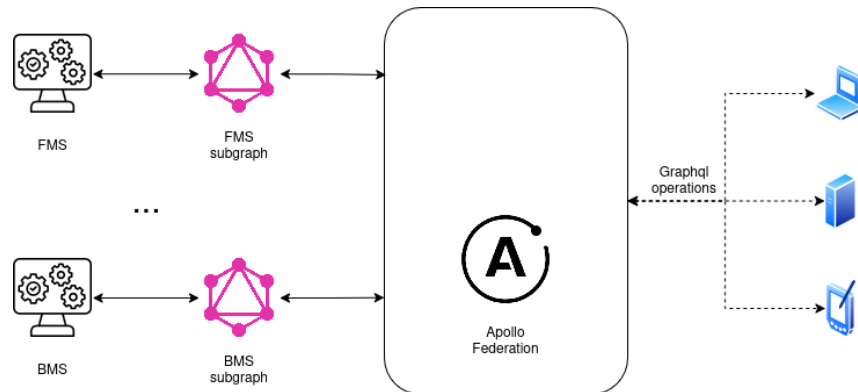 FMS
FMS
subgraph
...
BMS
BMS
subgraph
A
Apollo
Federation
Graphql
operations